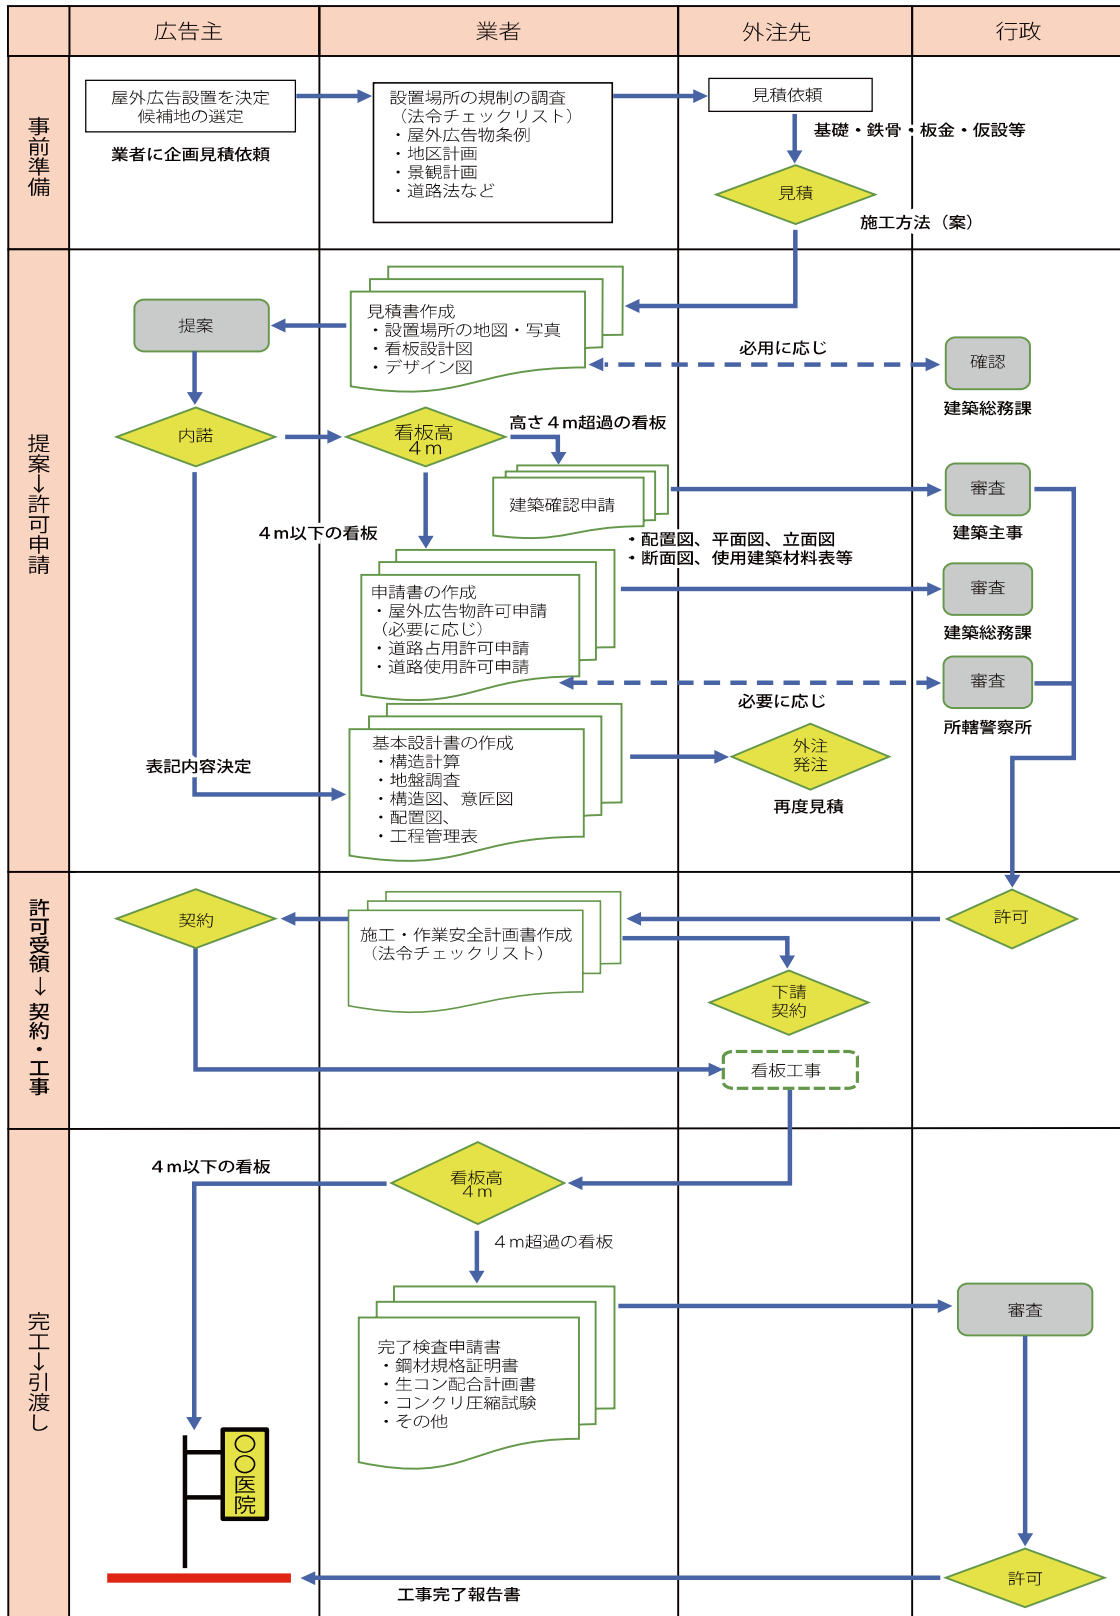 広告主
業者
外注先
行政
事前準備
屋外広告設置を決定
候補地の選定
業者に企画見積依頼
設置場所の規制の調査
（法令チェックリスト）
・屋外広告物条例
・地区計画
・景観計画
・道路法など
見積依頼
基礎・鉄骨・板金・仮設等
見積
施工方法（案）
提案→許可申請
提案
見積書作成
・設置場所の地図・写真
・看板設計図
・デザイン図
必用に応じ
確認
建築総務課
内諾
看板高
４ｍ
高さ４ｍ超過の看板
建築確認申請
審査
建築主事
４ｍ以下の看板
・配置図、平面図、立面図
・断面図、使用建築材料表等
申請書の作成
・屋外広告物許可申請
（必要に応じ）
・道路占用許可申請
・道路使用許可申請
審査
建築総務課
審査
所轄警察所
必要に応じ
表記内容決定
基本設計書の作成
・構造計算
・地盤調査
・構造図、意匠図
・配置図、
・工程管理表
外注
発注
再度見積
許可受領→契約・工事
契約
施工・作業安全計画書作成
（法令チェックリスト）
許可
下請
契約
看板工事
完工→引渡し
４ｍ以下の看板
看板高
４ｍ
４ｍ超過の看板
完了検査申請書
・鋼材規格証明書
・生コン配合計画書
・コンクリ圧縮試験
・その他
審査
〇〇医院
許可
工事完了報告書